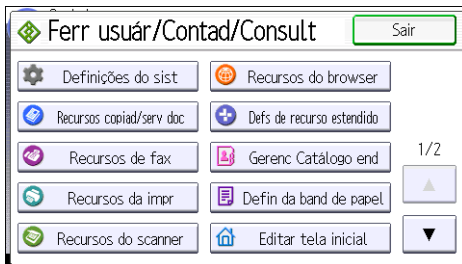 Ferr usuár/Contad/Consult
Sair
Definições do sist
Recursos do browser
Recursos copiad/serv doc
Defs de recurso estendido
Recursos de fax
Gerenc Catálogo end
1/2
Recursos da impr
Defin da band de papel
Recursos do scanner
Editar tela inicial